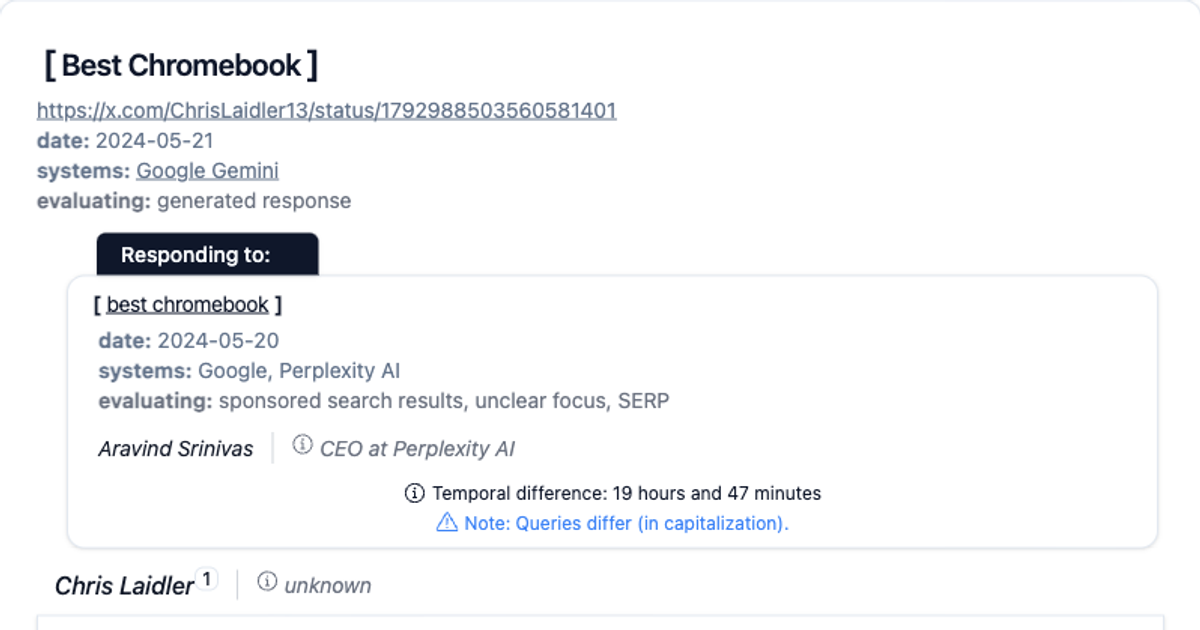 [ Best Chromebook ]
https://x.com/ChrisLaidler13/status/1792988503560581401
date: 2024-05-21
systems: Google Gemini
evaluating: generated response
Responding to:
[ best chromebook ]
date: 2024-05-20
systems: Google, Perplexity AI
evaluating: sponsored search results, unclear focus, SERP
Aravind Srinivas | CEO at Perplexity AI
Temporal difference: 19 hours and 47 minutes
Note: Queries differ (in capitalization).
Chris Laidler 1 | unknown